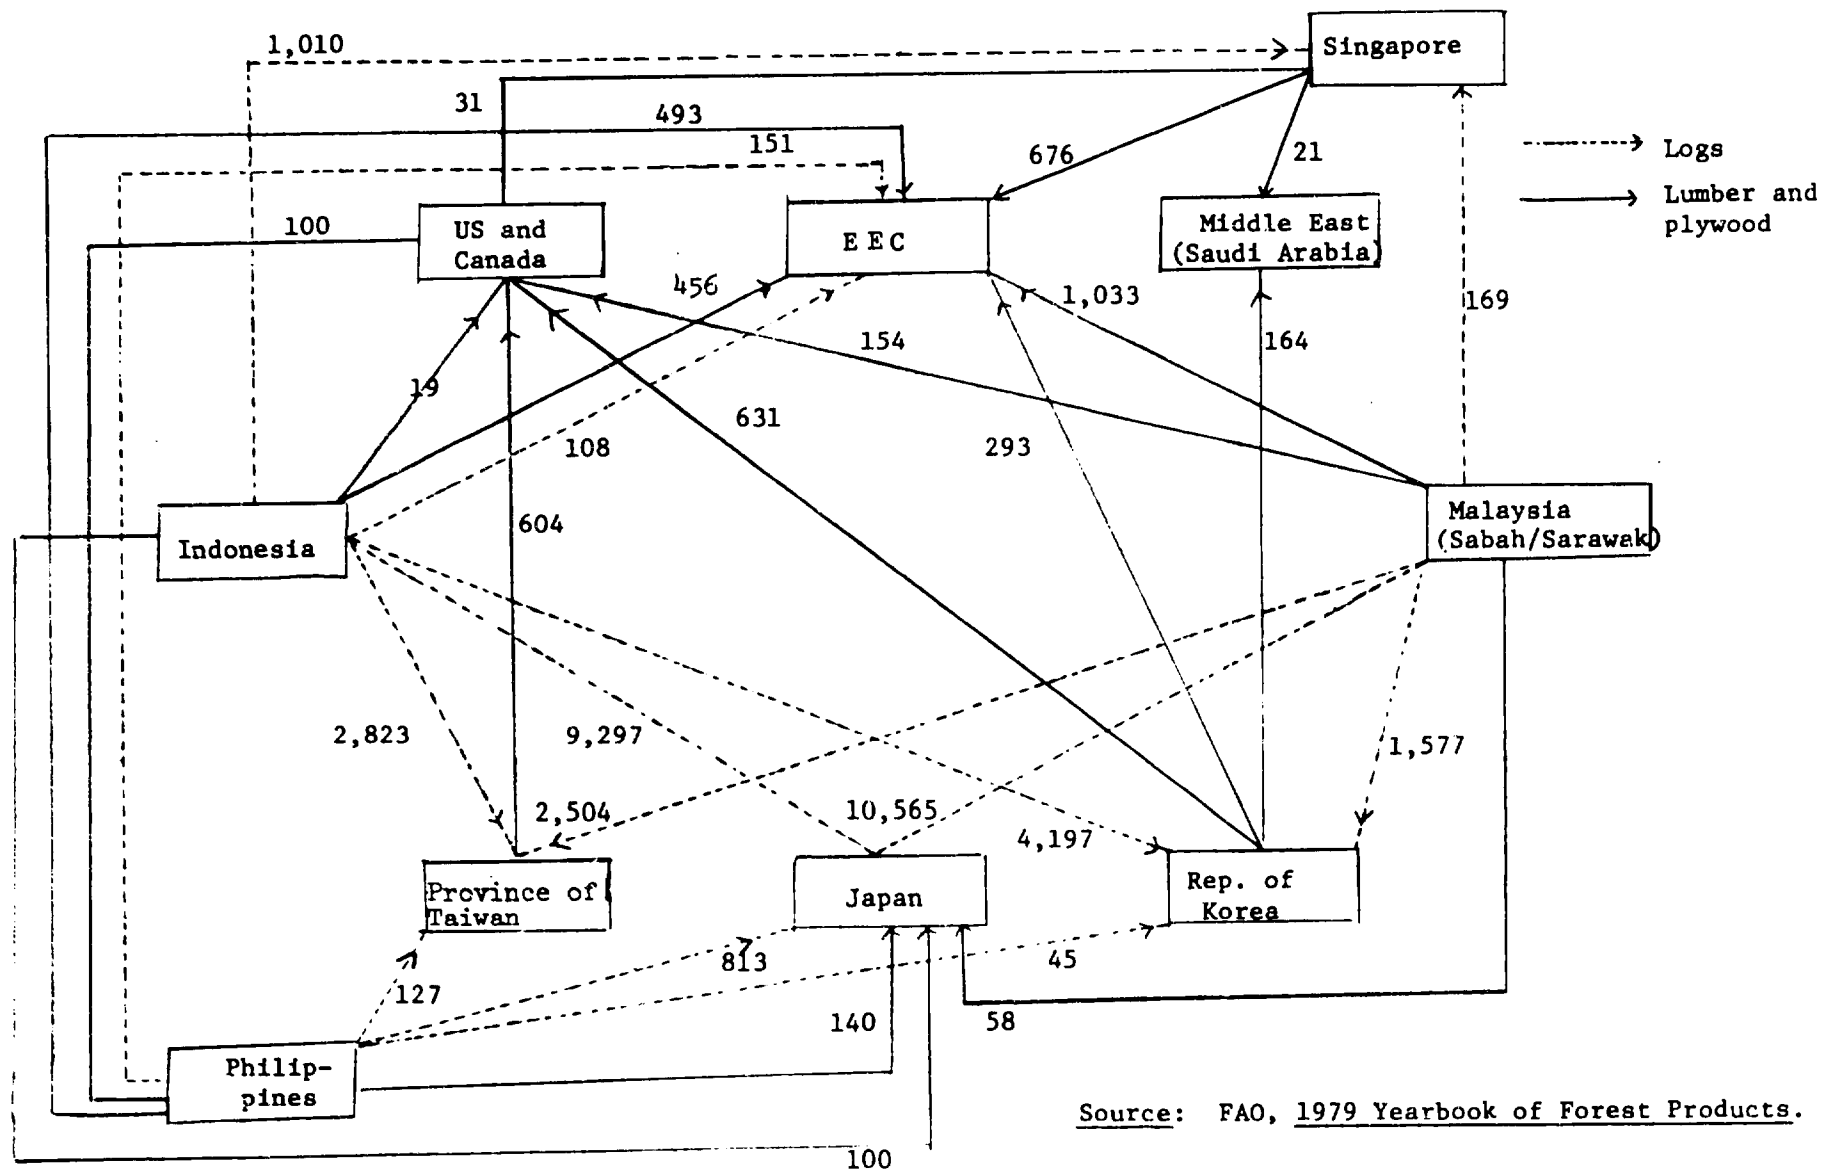 1,010
Singapore
31
493
151
676
21
Logs
Lumber and
plywood
100
US and
Canada
E E C
Middle East
(Saudi Arabia)
456
1,033
169
154
164
19
631
108
293
604
Indonesia
Malaysia
(Sabah/Sarawak)
2,823
9,297
1,577
2,504
10,565
4,197
Province of
Taiwan
Japan
Rep. of
Korea
813
45
127
140
58
Philip-
pines
Source: FAO, 1979 Yearbook of Forest Products.
100